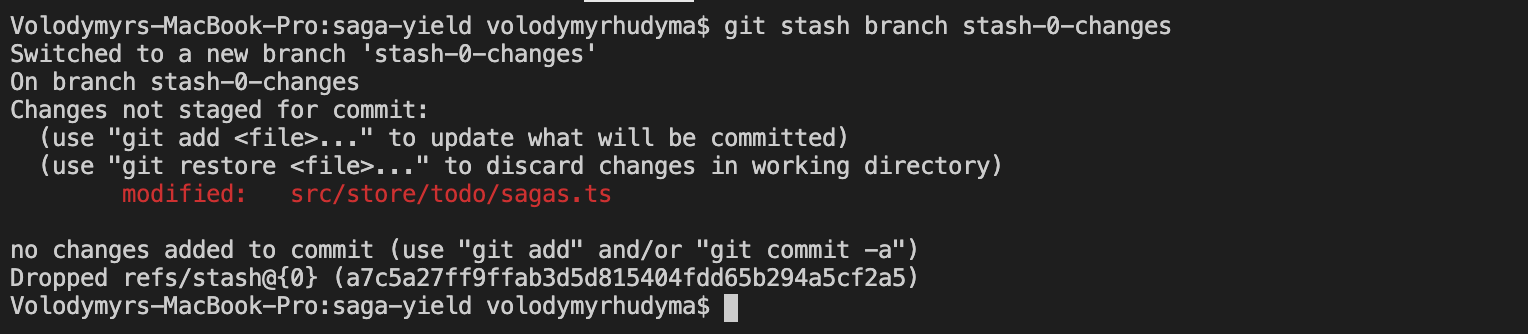 Volodymyrs-MacBook-Pro:saga-yield volodymyrhudyma$ git stash branch stash-0-changes
Switched to a new branch 'stash-0-changes'
On branch stash-0-changes
Changes not staged for commit:
  (use "git add <file>..." to update what will be committed)
  (use "git restore <file>..." to discard changes in working directory)
        modified:   src/store/todo/sagas.ts

no changes added to commit (use "git add" and/or "git commit -a")
Dropped refs/stash@{0} (a7c5a27ff9ffab3d5d815404fdd65b294a5cf2a5)
Volodymyrs-MacBook-Pro:saga-yield volodymyrhudyma$